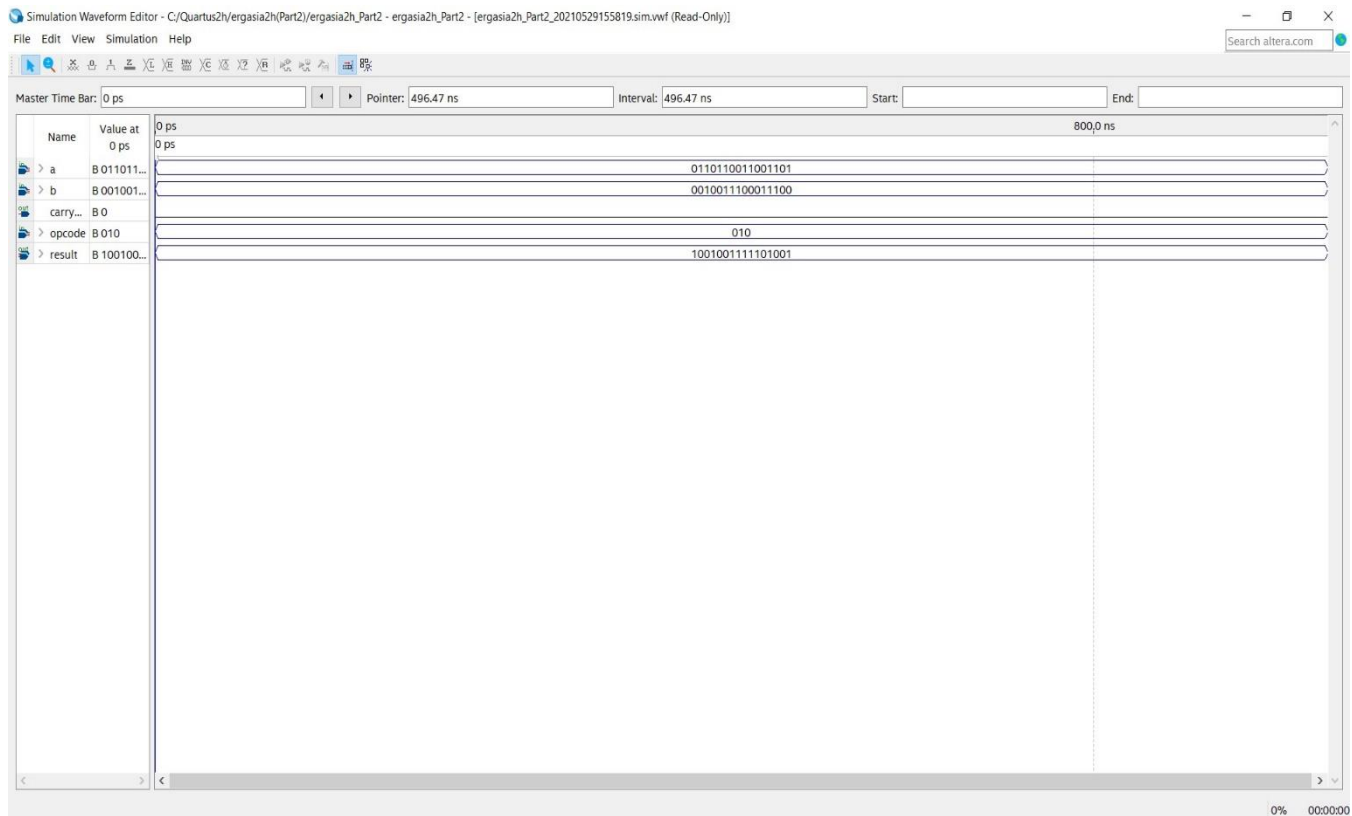 Simulation Waveform Editor - C:/Quartus2h/ergasia2h(Part2)/ergasia2h_Part2 - ergasia2h_Part2 - [ergasia2h_Part2_20210529155819.sim.vwf (Read-Only)]
File Edit View Simulation Help
Search altera.com
Master Time Bar: 0 ps Pointer: 496.47 ns Interval: 496.47 ns Start: End:
Name Value at 0 ps
0 ps 800,0 ns
0 ps
a B 011011... 0110110011001101
b B 001001... 0010011100011100
carry... B 0
opcode B 010 010
result B 100100... 1001001111101001
0% 00:00:00